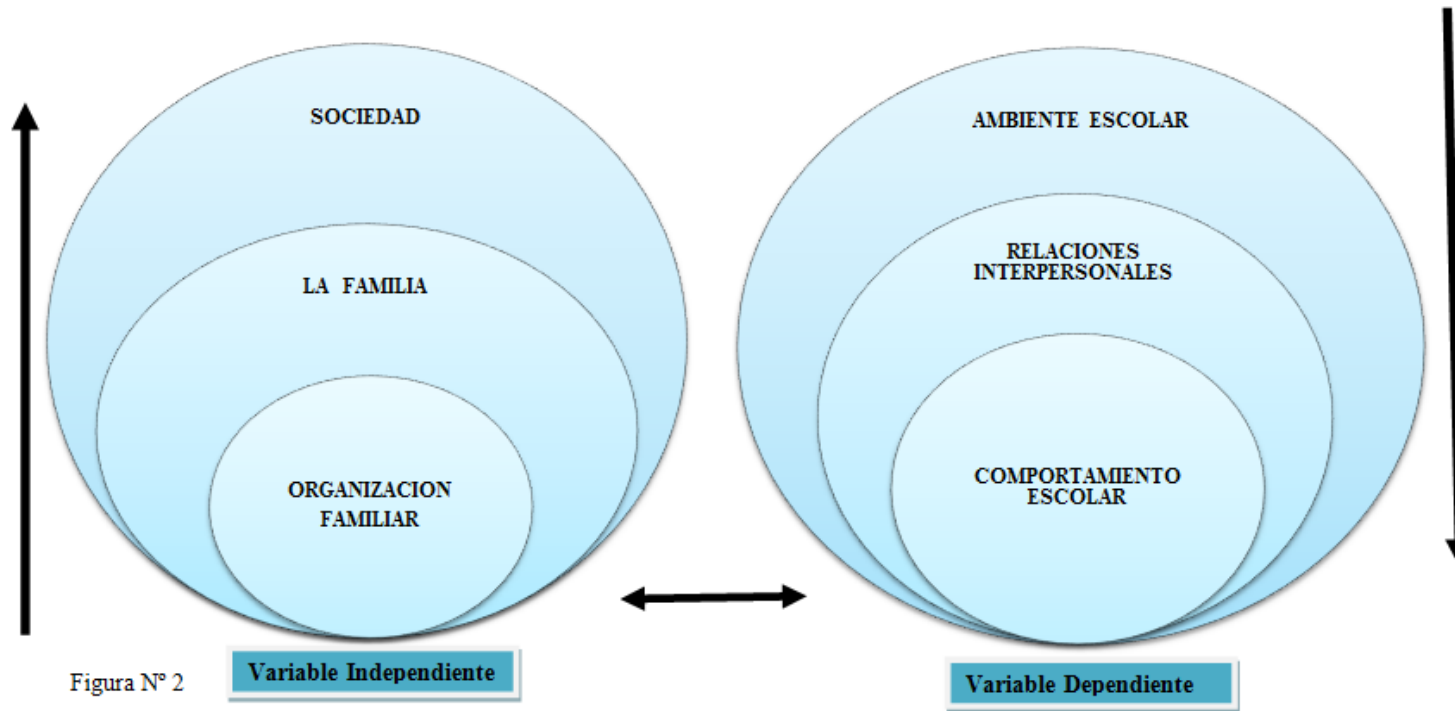 SOCIEDAD
LA FAMILIA
ORGANIZACION
FAMILIAR
AMBIENTE ESCOLAR
RELACIONES
INTERPERSONALES
COMPORTAMIENTO
ESCOLAR
Figura Nº 2
Variable Independiente
Variable Dependiente